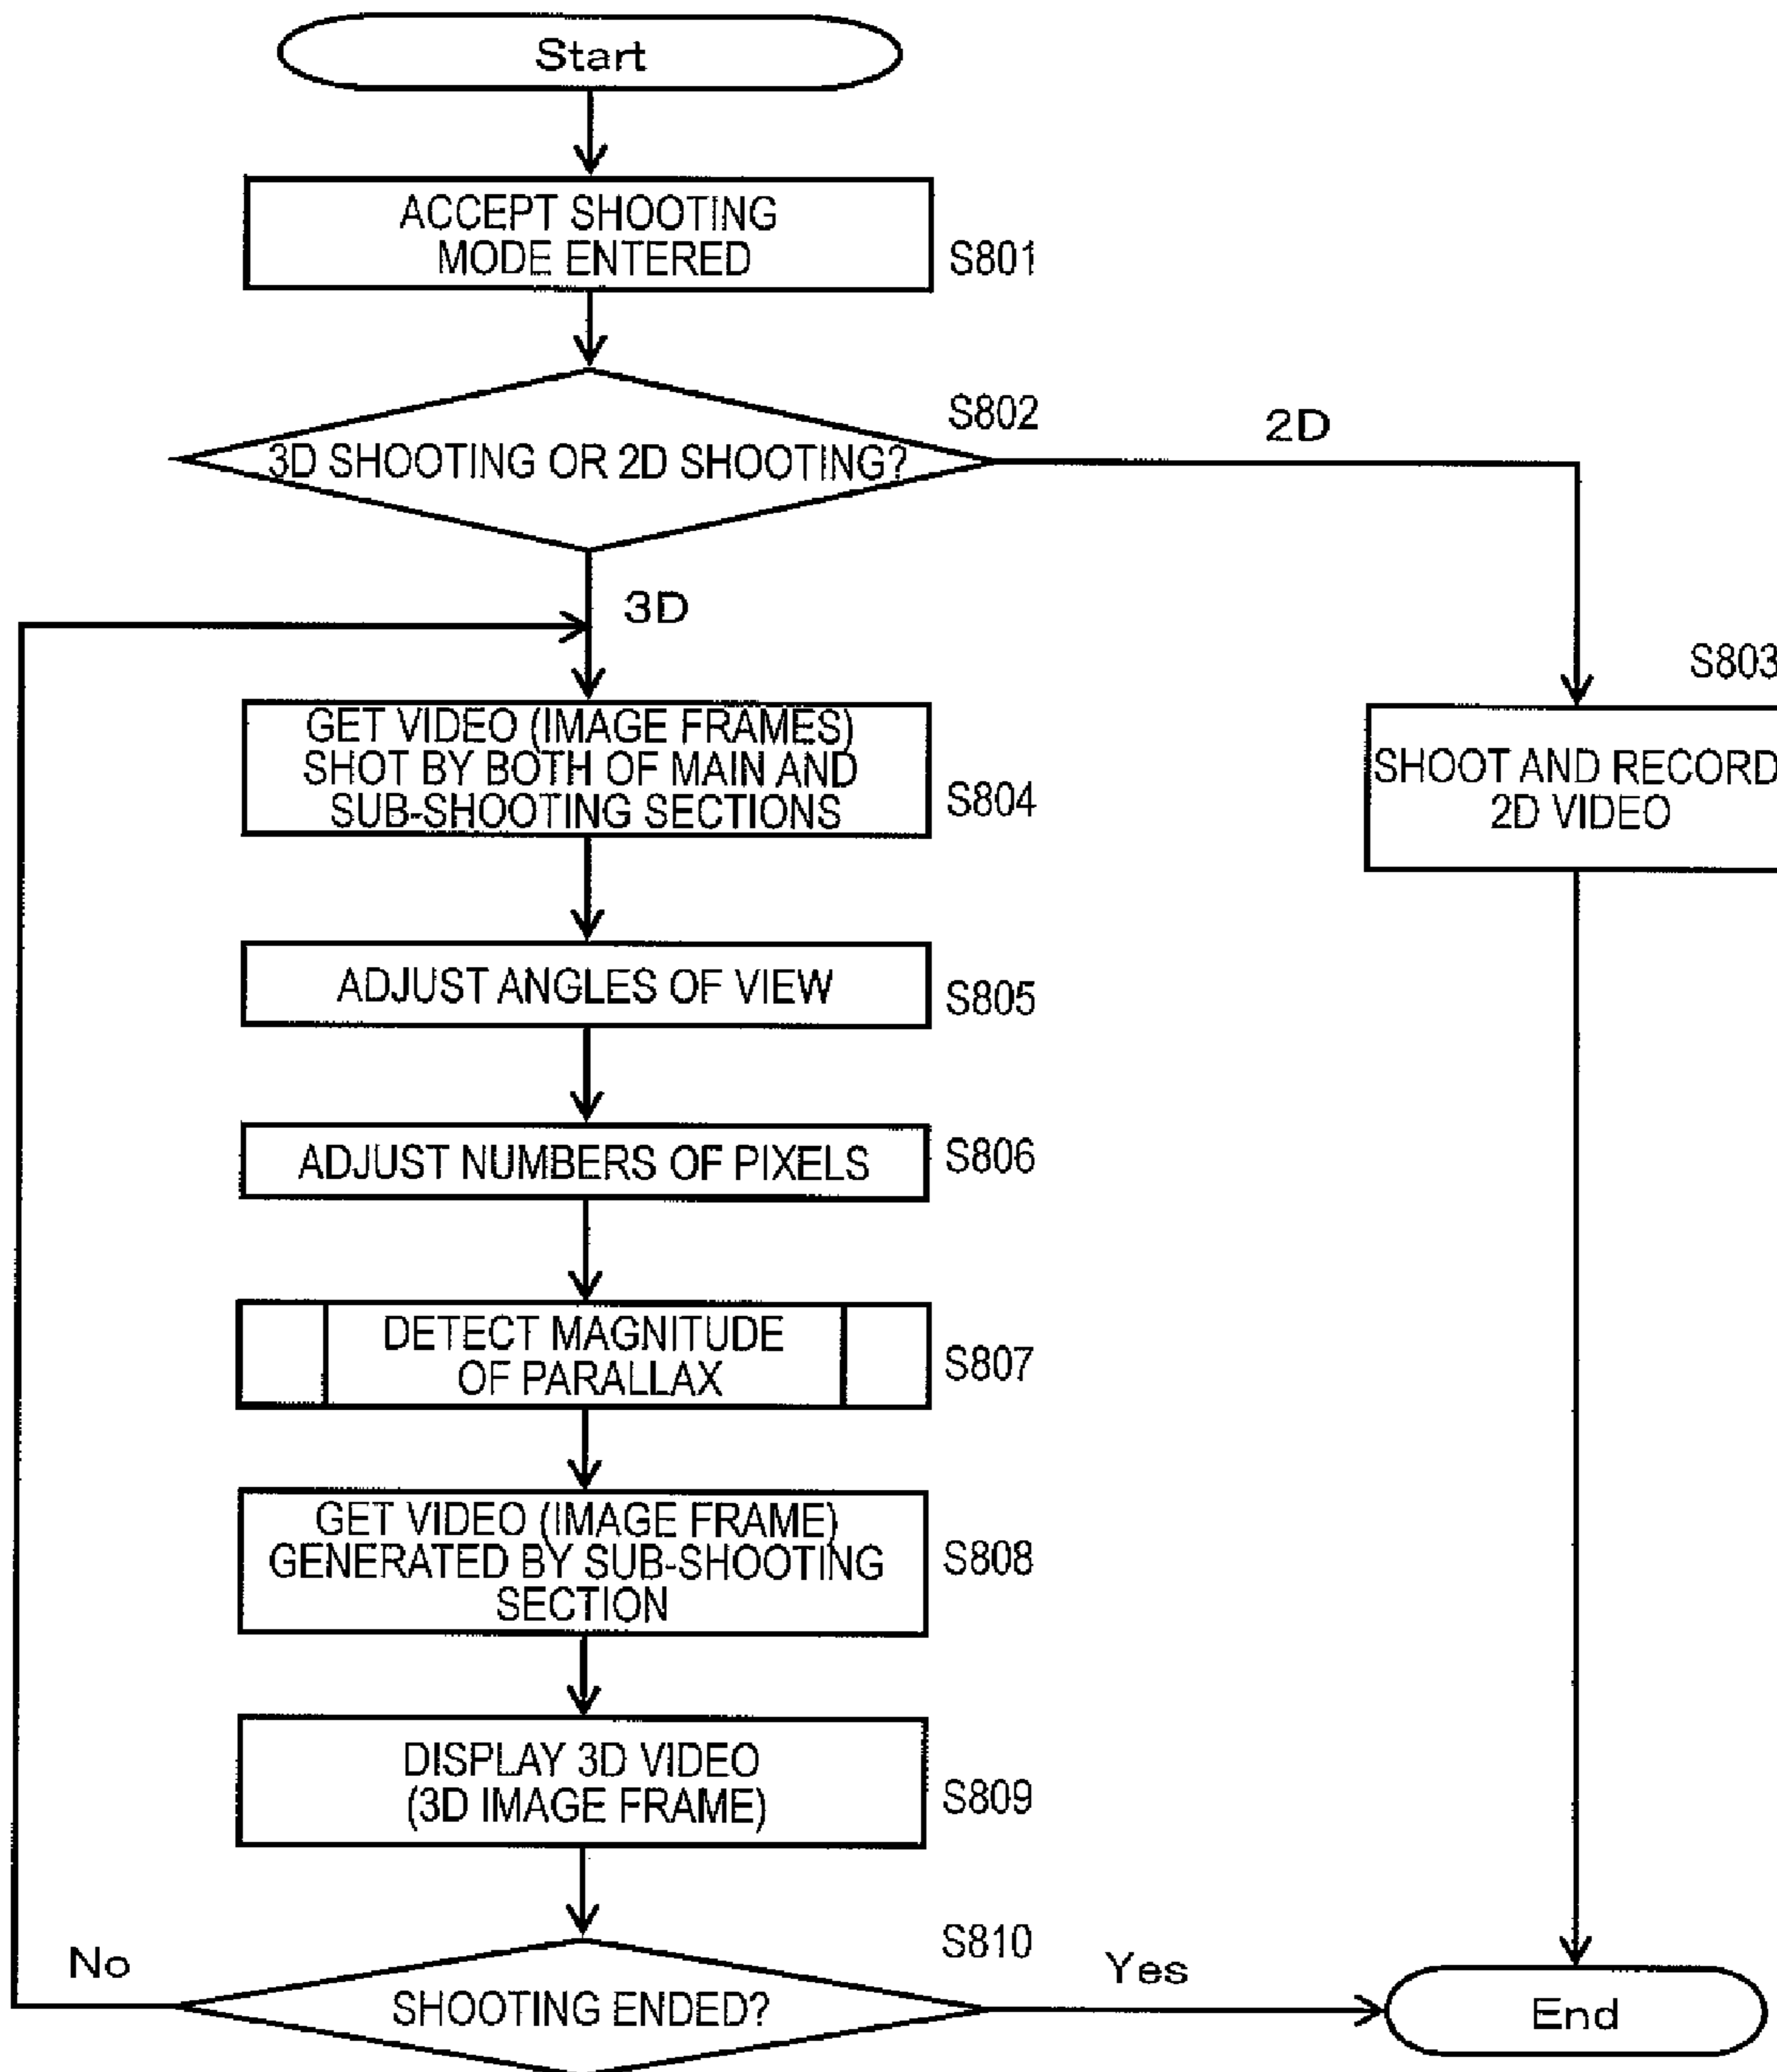 Start
ACCEPT SHOOTING
MODE ENTERED
S801
S802
3D SHOOTING OR 2D SHOOTING?
2D
3D
S803
SHOOT AND RECORD
2D VIDEO
GET VIDEO (IMAGE FRAMES)
SHOT BY BOTH OF MAIN AND
SUB-SHOOTING SECTIONS
S804
ADJUST ANGLES OF VIEW
S805
ADJUST NUMBERS OF PIXELS
S806
DETECT MAGNITUDE
OF PARALLAX
S807
GET VIDEO (IMAGE FRAME)
GENERATED BY SUB-SHOOTING
SECTION
S808
DISPLAY 3D VIDEO
(3D IMAGE FRAME)
S809
S810
No
SHOOTING ENDED?
Yes
End